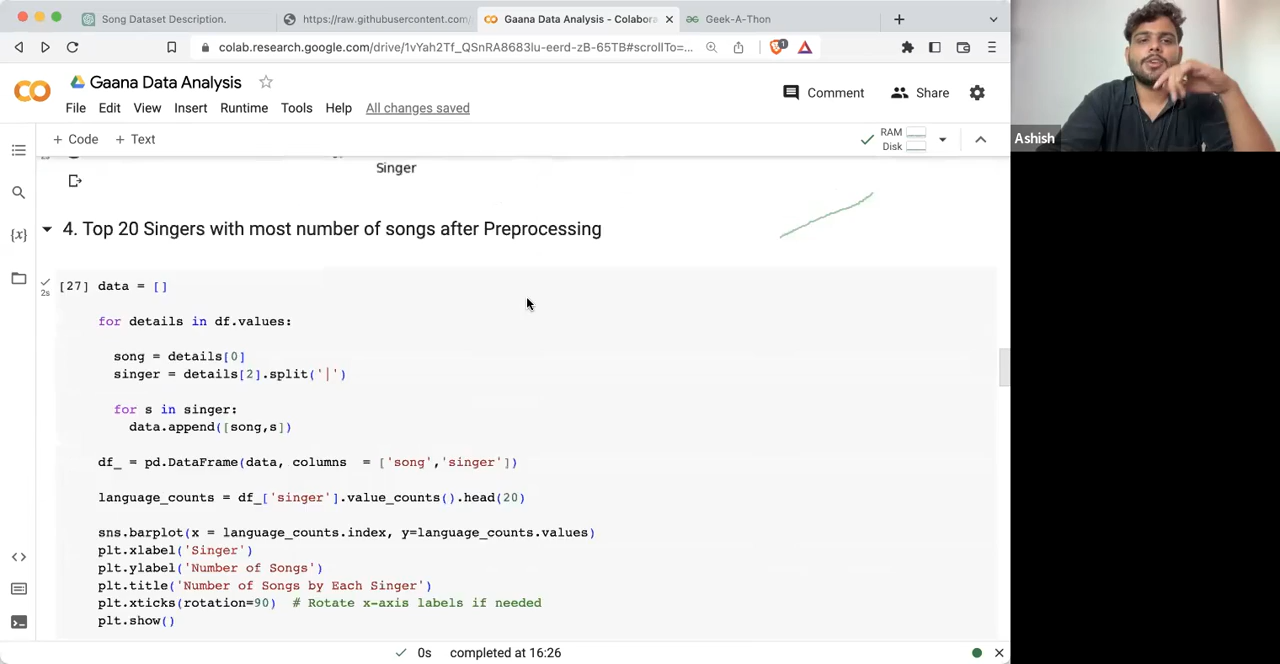 Song Dataset Description.
https://raw.githubusercontent.com/
Gaana Data Analysis - Colabora
Geek-A-Thon
colab.research.google.com/drive/1vYah2Tf_QSnRA8683lu-eerd-zB-65TB#scrollTo=...
1
Gaana Data Analysis
File Edit View Insert Runtime Tools Help All changes saved
Comment Share
+ Code + Text
RAM
Disk
Ashish
Singer
4. Top 20 Singers with most number of songs after Preprocessing
2s
[27] data = []
for details in df.values:
song = details[0]
singer = details[2].split('|')
for s in singer:
data.append([song,s])
df_ = pd.DataFrame(data, columns = ['song','singer'])
language_counts = df_['singer'].value_counts().head(20)
sns.barplot(x = language_counts.index, y=language_counts.values)
plt.xlabel('Singer')
plt.ylabel('Number of Songs')
plt.title('Number of Songs by Each Singer')
plt.xticks(rotation=90) # Rotate x-axis labels if needed
plt.show()
0s completed at 16:26